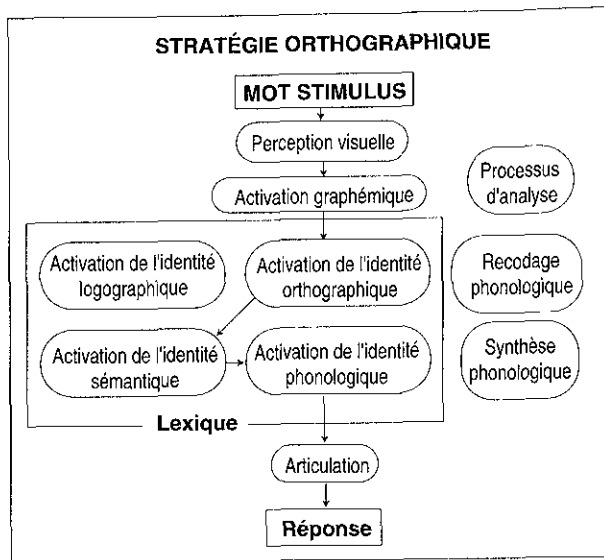 STRATÉGIE ORTHOGRAPHIQUE
MOT STIMULUS
Perception visuelle
Activation graphémique
Processus
d'analyse
Activation de l'identité
logographique
Activation de l'identité
orthographique
Recodage
phonologique
Activation de l'identité
sémantique
Activation de l'identité
phonologique
Synthèse
phonologique
Lexique
Articulation
Réponse